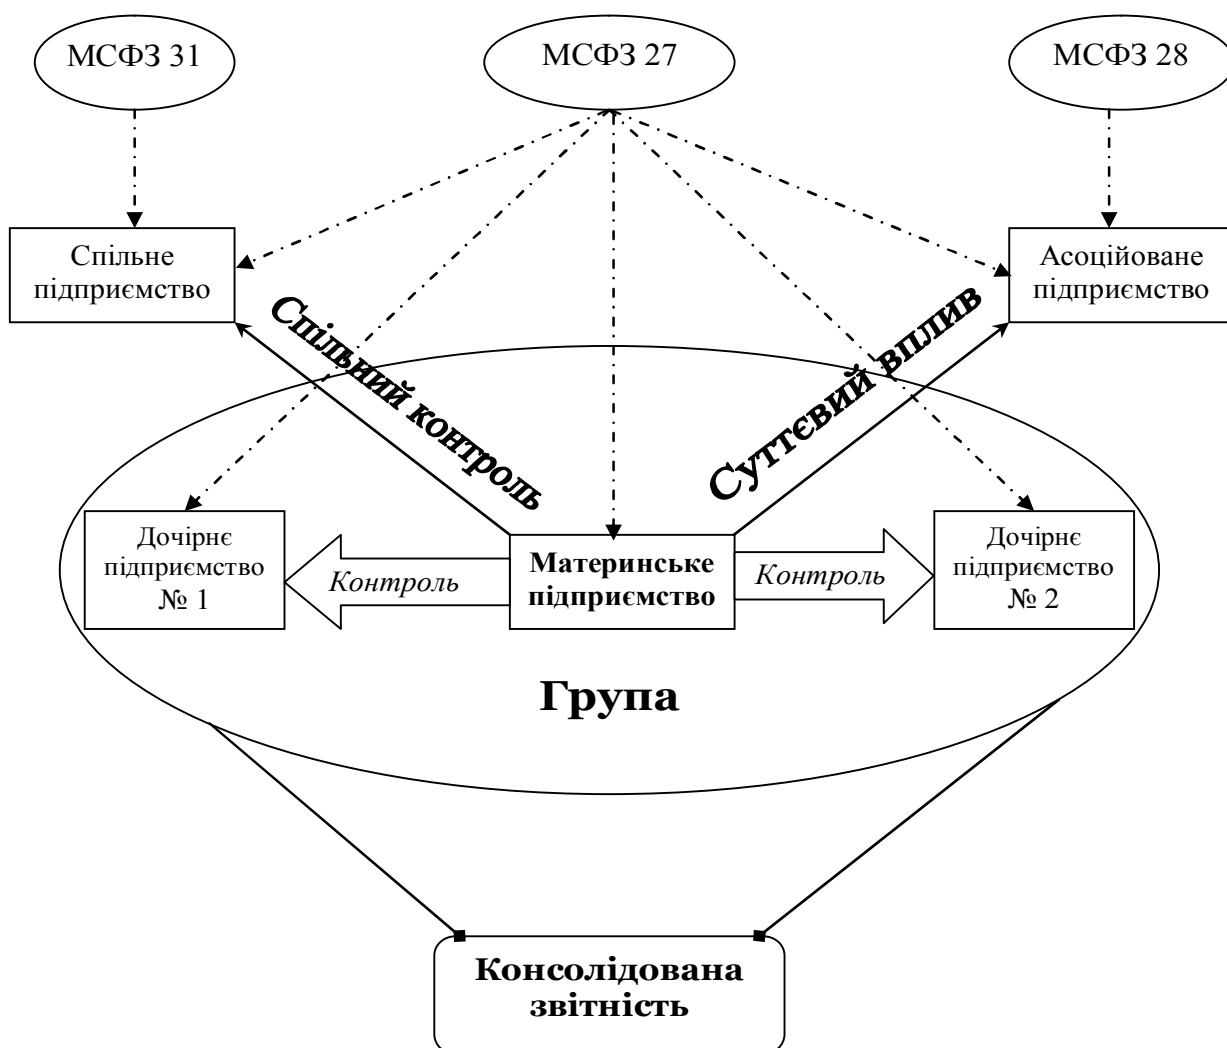 МСФЗ 31
МСФЗ 27
МСФЗ 28
Спільне
підприємство
Асоційоване
підприємство
Спільний контроль
Суттєвий вплив
Дочірнє
підприємство
№ 1
Контроль
Материнське
підприємство
Контроль
Дочірнє
підприємство
№ 2
Група
Консолідована
звітність